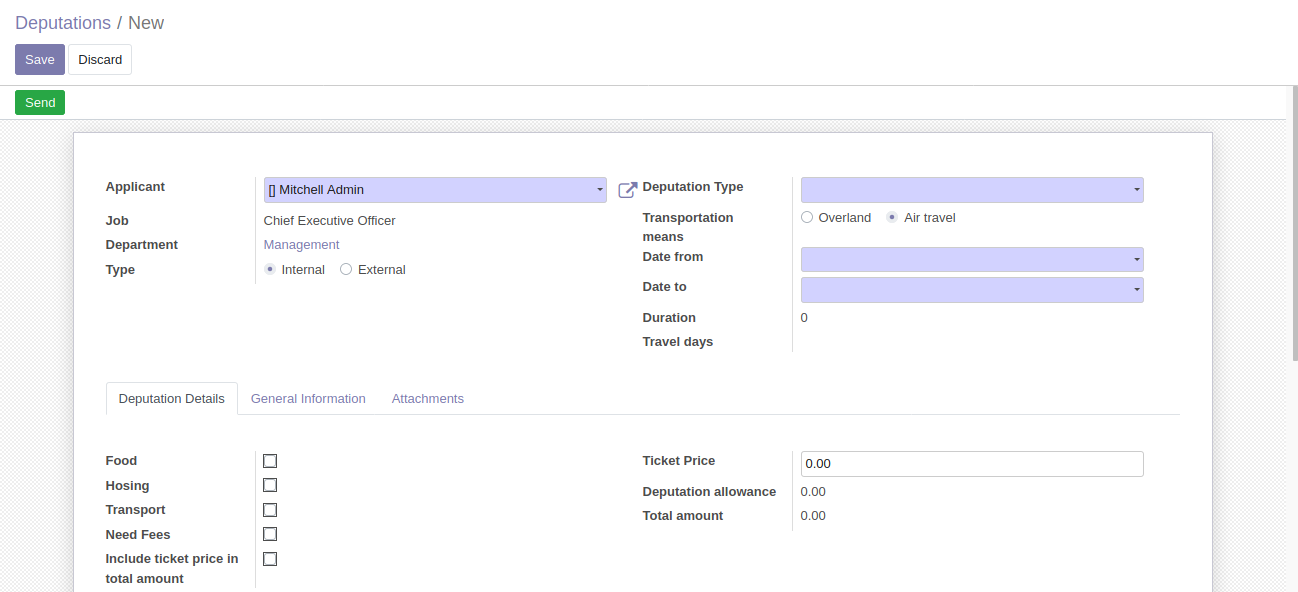 Deputations / New
Save Discard
Send
Applicant [] Mitchell Admin
Job Chief Executive Officer
Department Management
Type Internal External
Deputation Type
Transportation means Overland Air travel
Date from
Date to
Duration 0
Travel days
Deputation Details General Information Attachments
Food
Hosing
Transport
Need Fees
Include ticket price in
total amount
Ticket Price 0.00
Deputation allowance 0.00
Total amount 0.00